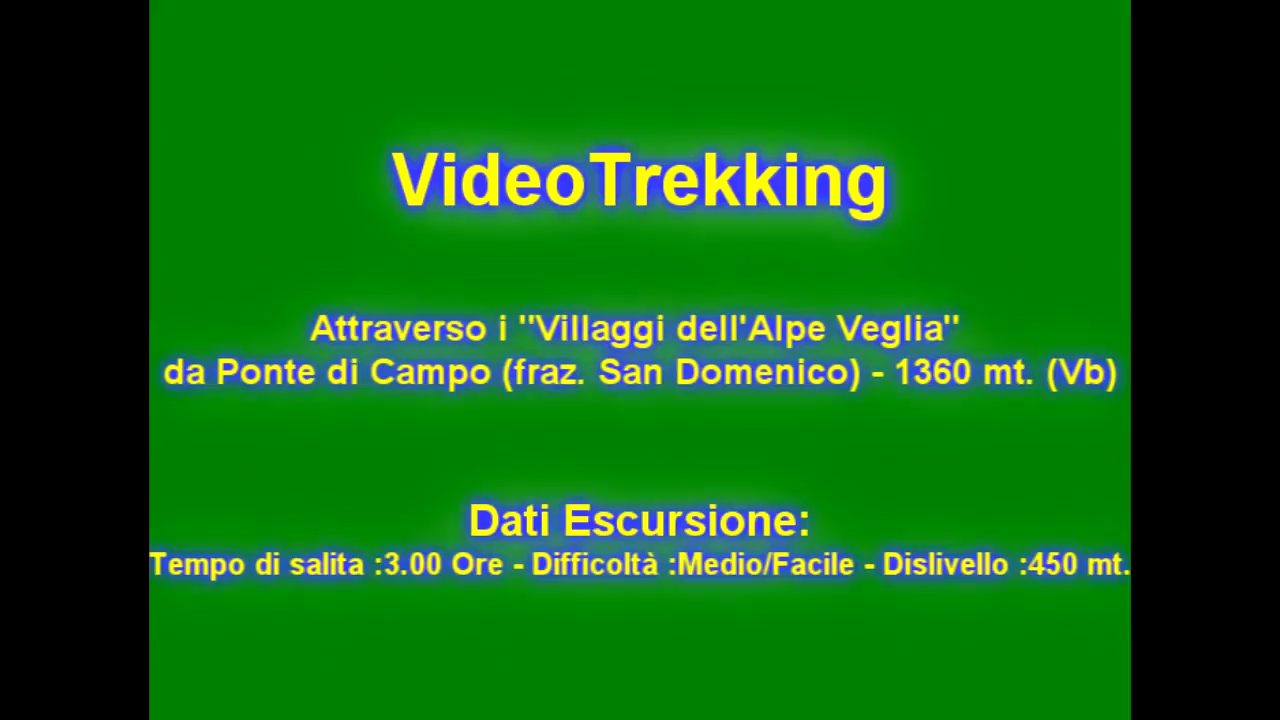 VideoTrekking
Attraverso i "Villaggi dell'Alpe Veglia"
da Ponte di Campo (fraz. San Domenico) - 1360 mt. (Vb)
Dati Escursione:
Tempo di salita :3.00 Ore - Difficoltà :Medio/Facile - Dislivello :450 mt.